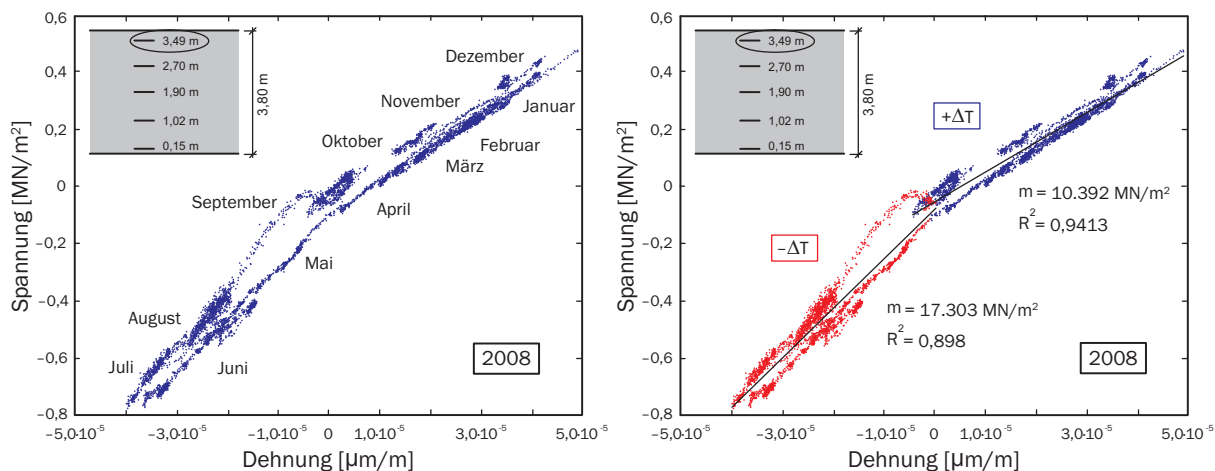 0,6
0,4
0,2
0
−0,2
−0,4
−0,6
−0,8
Spannung [MN/m²]
3,49 m
2,70 m
1,90 m
1,02 m
0,15 m
3,80 m
Dezember
November
Januar
Oktober
Februar
März
September
April
Mai
August
Juli
Juni
2008
−5,0·10⁻⁵
−3,0·10⁻⁵
−1,0·10⁻⁵
0
1,0·10⁻⁵
3,0·10⁻⁵
5,0·10⁻⁵
Dehnung [µm/m]
0,6
0,4
0,2
0
−0,2
−0,4
−0,6
−0,8
Spannung [MN/m²]
3,49 m
2,70 m
1,90 m
1,02 m
0,15 m
3,80 m
+ΔT
m = 10.392 MN/m²
R² = 0,9413
−ΔT
m = 17.303 MN/m²
R² = 0,898
2008
−5,0·10⁻⁵
−3,0·10⁻⁵
−1,0·10⁻⁵
0
1,0·10⁻⁵
3,0·10⁻⁵
5,0·10⁻⁵
Dehnung [µm/m]